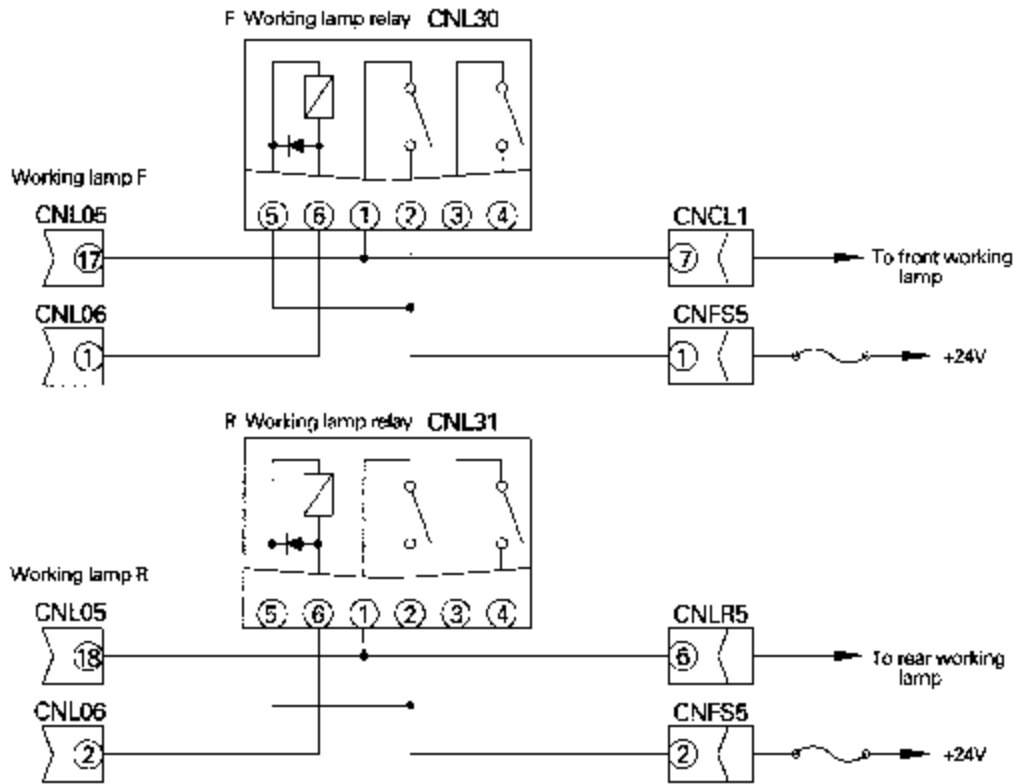 F Working lamp relay CNL30
Working lamp F
5 6 1 2 3 4
CNL05
CNCL1
17
7
To front working
lamp
CNL06
CNFS5
1
1
+24V
R Working lamp relay CNL31
Working lamp R
5 6 1 2 3 4
CNL05
CNLR5
18
6
To rear working
lamp
CNL06
CNFS5
2
2
+24V